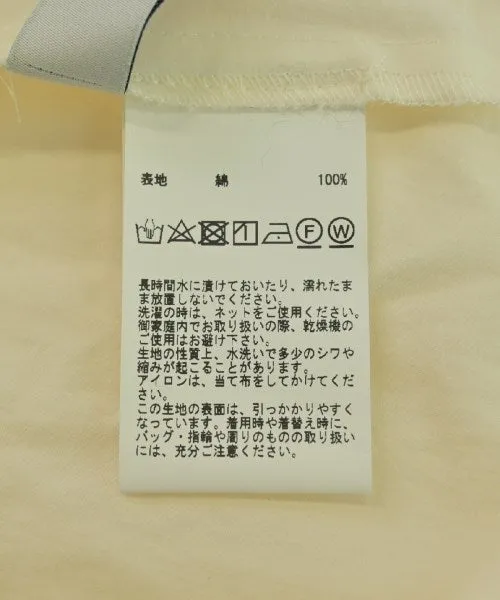 表地 綿 100%
F W
長時間水に漬けておいたり、濡れたま
ま放置しないでください。
洗濯の時は、ネットをご使用ください。
御家庭内でお取り扱いの際、乾燥機の
ご使用はお避け下さい。
生地の性質上、水洗いで多少のシワや
縮みが起こることがあります。
アイロンは、当て布をしてかけてくだ
さい。
この生地の表面は、引っかかりやすく
なっています。着用時や着替え時に、
バッグ・指輪や周りのものの取り扱い
には、充分ご注意ください。